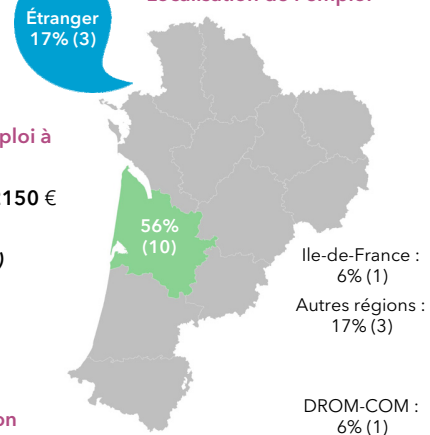 Étranger
17% (3)
ploi à
150 €
)
56%
(10)
Ile-de-France :
6% (1)
Autres régions :
17% (3)
DROM-COM :
6% (1)
on